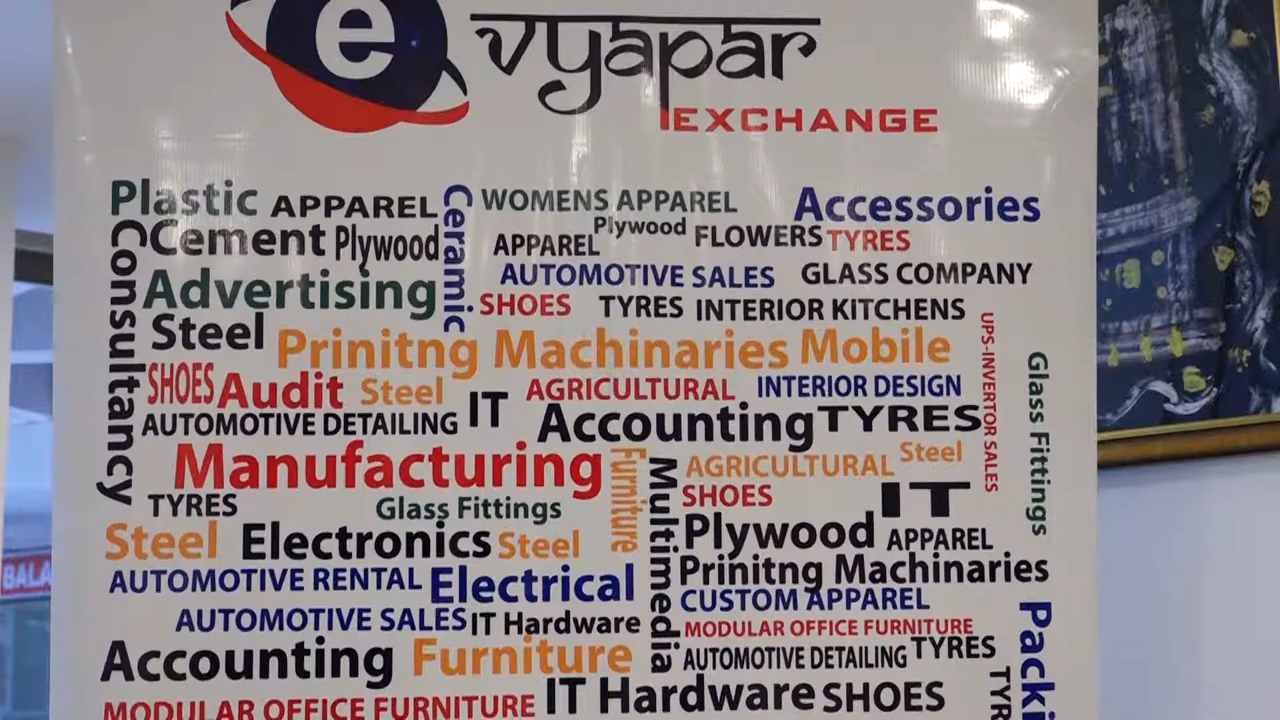 e vyapar
EXCHANGE
Plastic APPAREL Ceramic WOMENS APPAREL Accessories
Consultancy Cement Plywood APPAREL Plywood FLOWERS TYRES
Advertising AUTOMOTIVE SALES GLASS COMPANY
SHOES TYRES INTERIOR KITCHENS
Steel Prinitng Machinaries Mobile UPS-INVERTOR SALES Glass Fittings
SHOES Audit Steel IT AGRICULTURAL INTERIOR DESIGN
AUTOMOTIVE DETAILING Accounting TYRES
Manufacturing Furniture Multimedia AGRICULTURAL Steel
TYRES Glass Fittings SHOES IT
Steel Electronics Steel Plywood APPAREL
AUTOMOTIVE RENTAL Electrical Prinitng Machinaries
CUSTOM APPAREL
AUTOMOTIVE SALES IT Hardware MODULAR OFFICE FURNITURE
Accounting Furniture AUTOMOTIVE DETAILING TYRES
MODULAR OFFICE FURNITURE IT Hardware SHOES